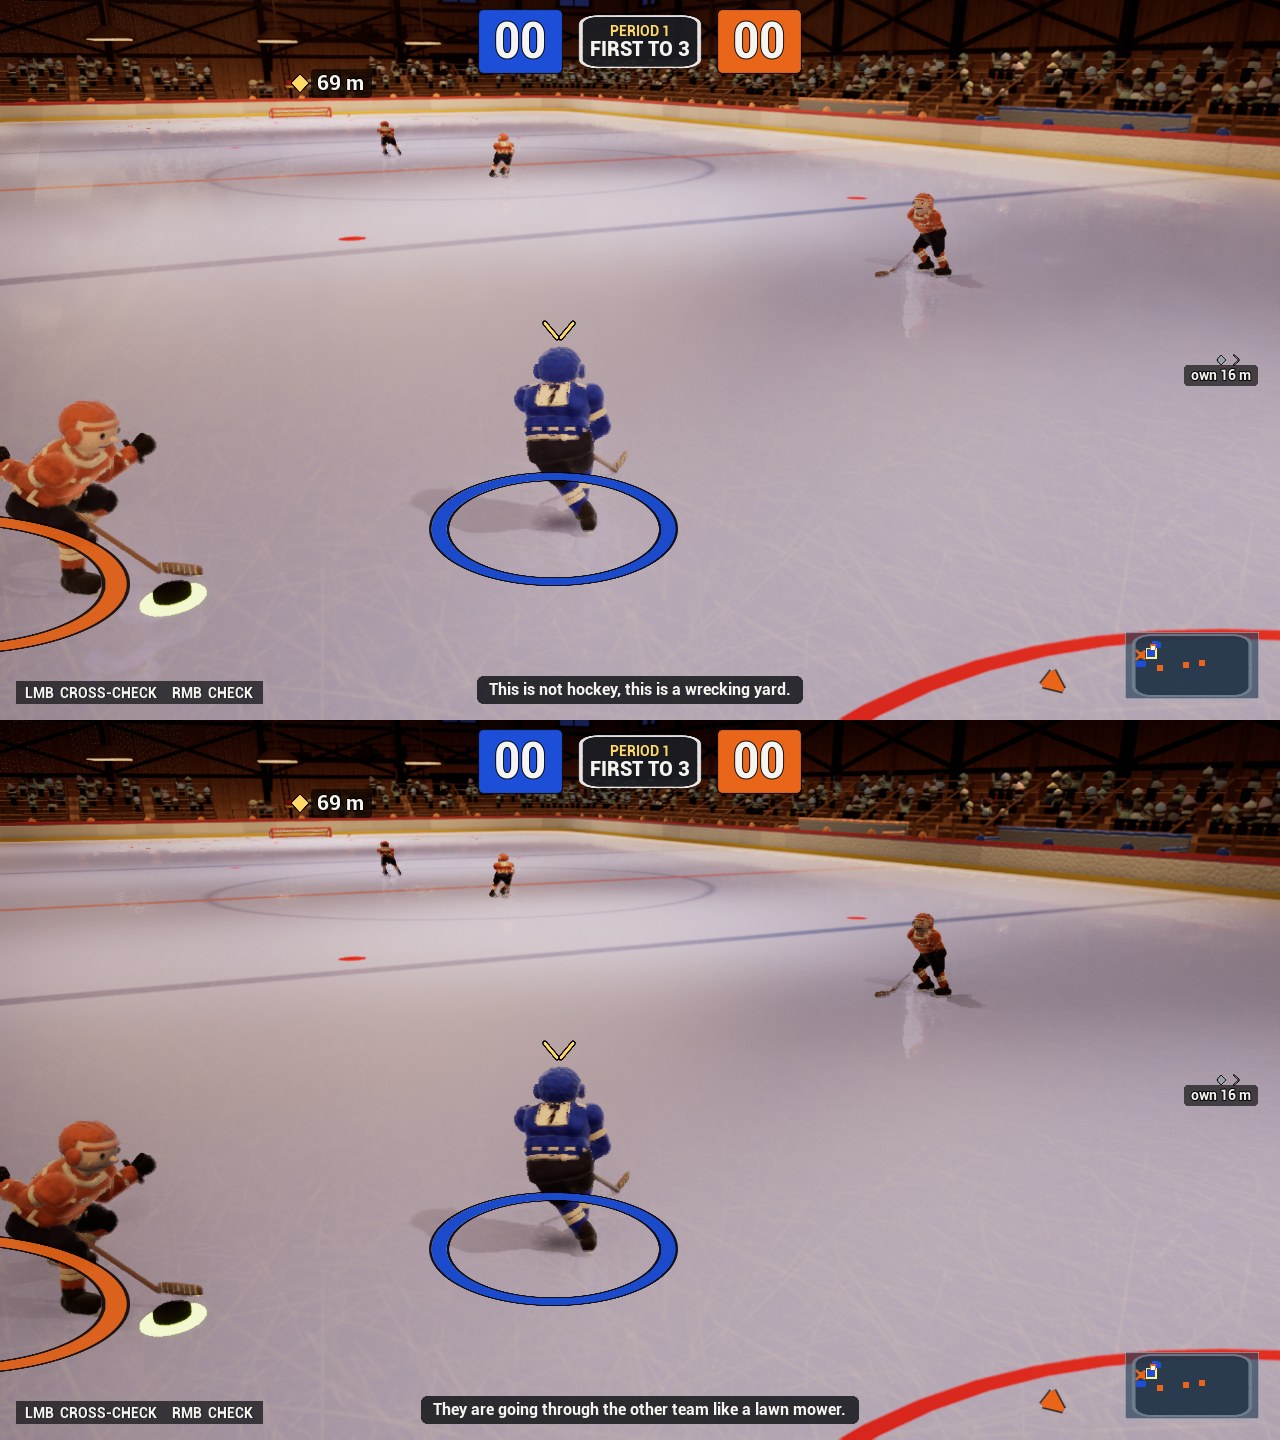 00
PERIOD 1
FIRST TO 3
00
69 m
7
own 16 m
LMB CROSS-CHECK RMB CHECK
This is not hockey, this is a wrecking yard.
00
PERIOD 1
FIRST TO 3
00
69 m
7
own 16 m
LMB CROSS-CHECK RMB CHECK
They are going through the other team like a lawn mower.